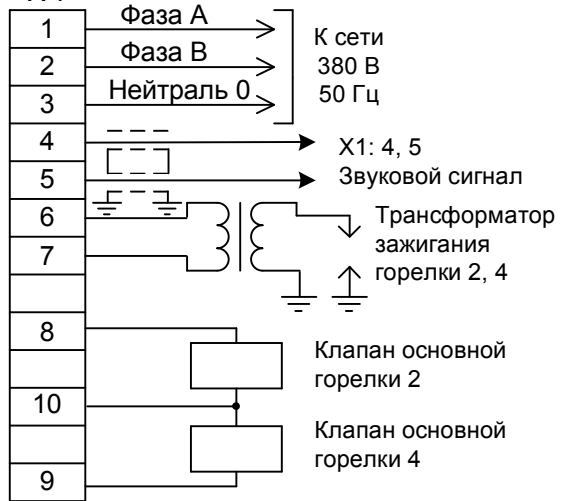 1
Фаза А
2
Фаза В
3
Нейтраль 0
К сети
380 В
50 Гц
4
5
X1: 4, 5
Звуковой сигнал
6
7
Трансформатор
зажигания
горелки 2, 4
8
Клапан основной
горелки 2
10
Клапан основной
горелки 4
9